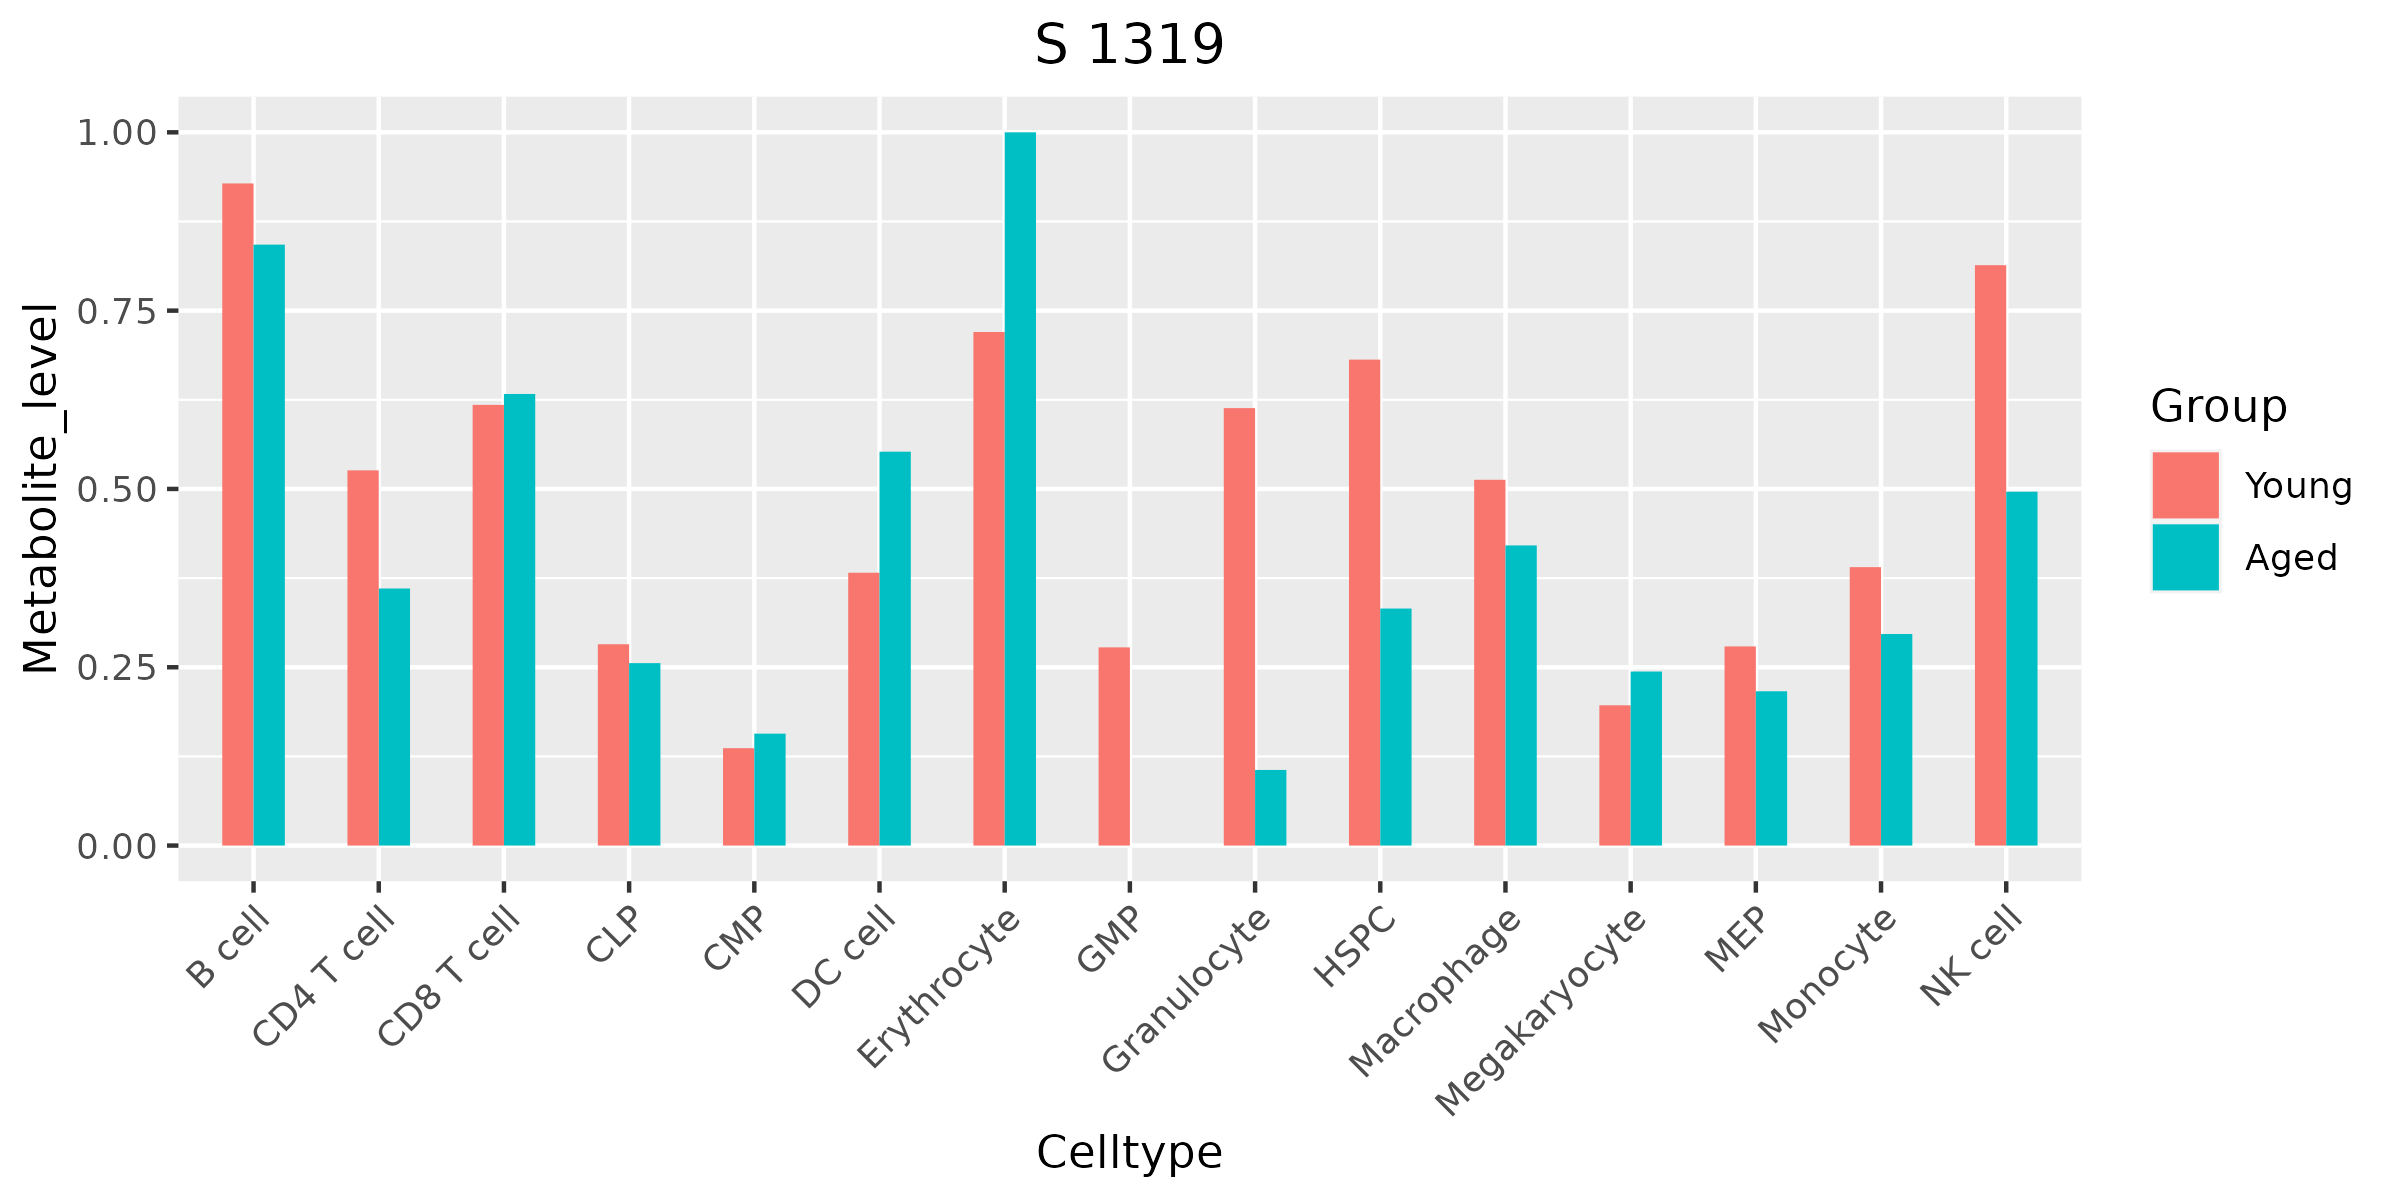 S 1319
Metabolite_level
1.00
0.75
0.50
0.25
0.00
B cell
CD4 T cell
CD8 T cell
CLP
CMP
DC cell
Erythrocyte
GMP
Granulocyte
HSPC
Macrophage
Megakaryocyte
MEP
Monocyte
NK cell
Celltype
Group
Young
Aged